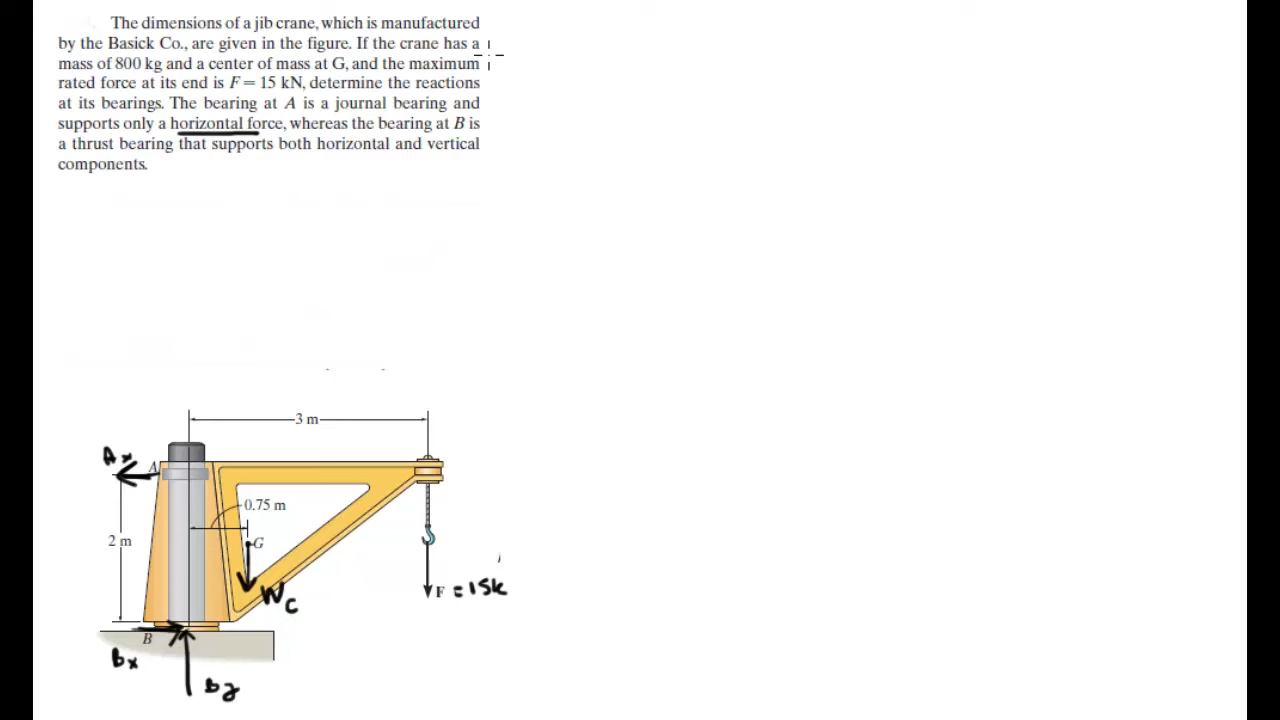 The dimensions of a jib crane, which is manufactured
by the Basick Co., are given in the figure. If the crane has a
mass of 800 kg and a center of mass at G, and the maximum
rated force at its end is F = 15 kN, determine the reactions
at its bearings. The bearing at A is a journal bearing and
supports only a horizontal force, whereas the bearing at B is
a thrust bearing that supports both horizontal and vertical
components.
3 m
Ax
A
0.75 m
2 m
G
Wc
F = 15k
B
Bx
By